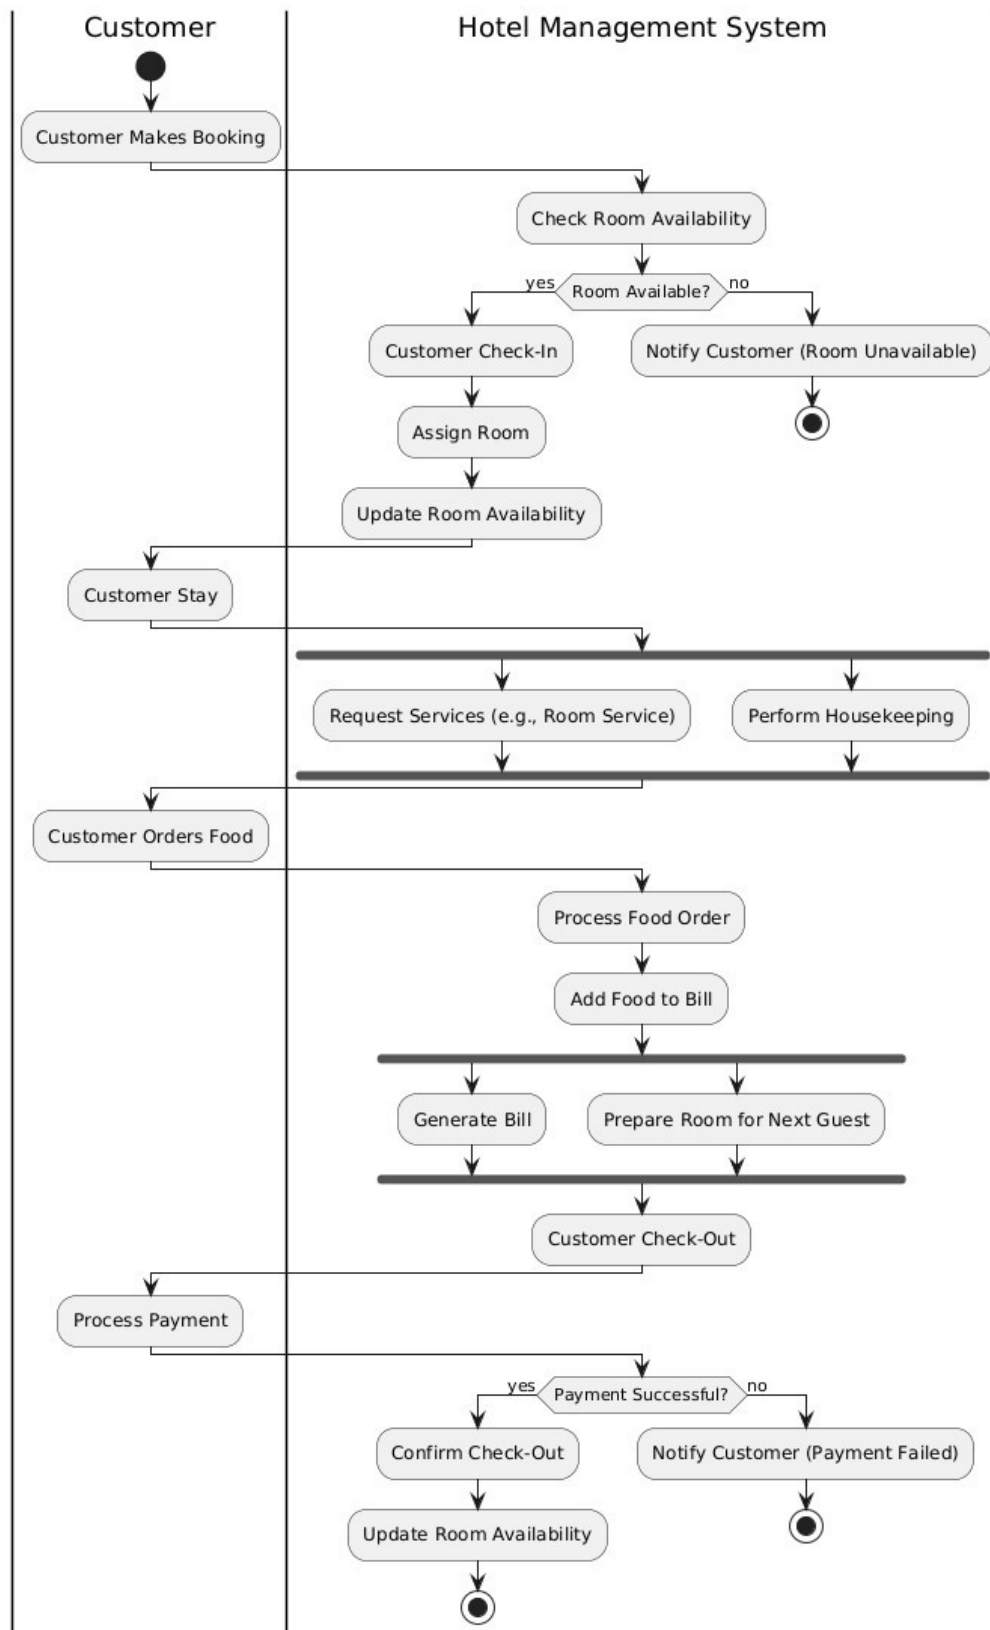 Customer
Hotel Management System
Customer Makes Booking
Check Room Availability
yes
Room Available?
no
Customer Check-In
Notify Customer (Room Unavailable)
Assign Room
Update Room Availability
Customer Stay
Request Services (e.g., Room Service)
Perform Housekeeping
Customer Orders Food
Process Food Order
Add Food to Bill
Generate Bill
Prepare Room for Next Guest
Customer Check-Out
Process Payment
yes
Payment Successful?
no
Confirm Check-Out
Notify Customer (Payment Failed)
Update Room Availability